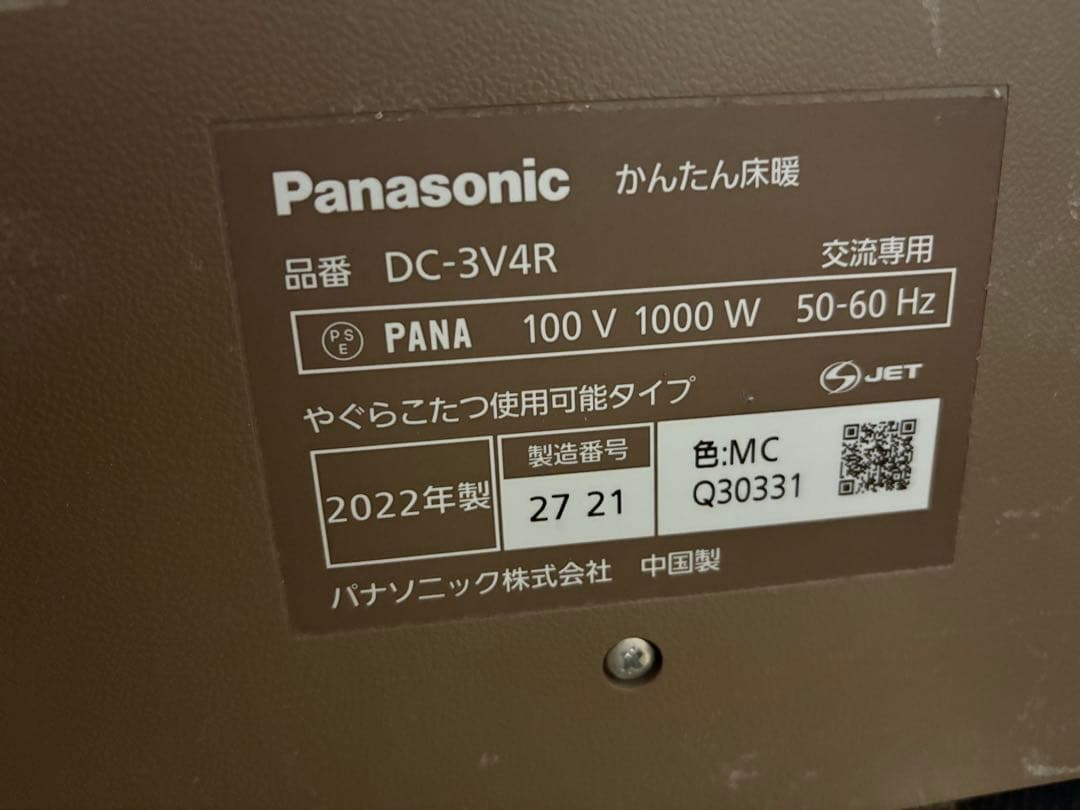 Panasonic かんたん床暖
品番 DC-3V4R 交流専用
PSE PANA 100 V 1000 W 50-60 Hz
やぐらこたつ使用可能タイプ S JET
2022年製 製造番号 27 21 色:MC
Q30331
パナソニック株式会社 中国製